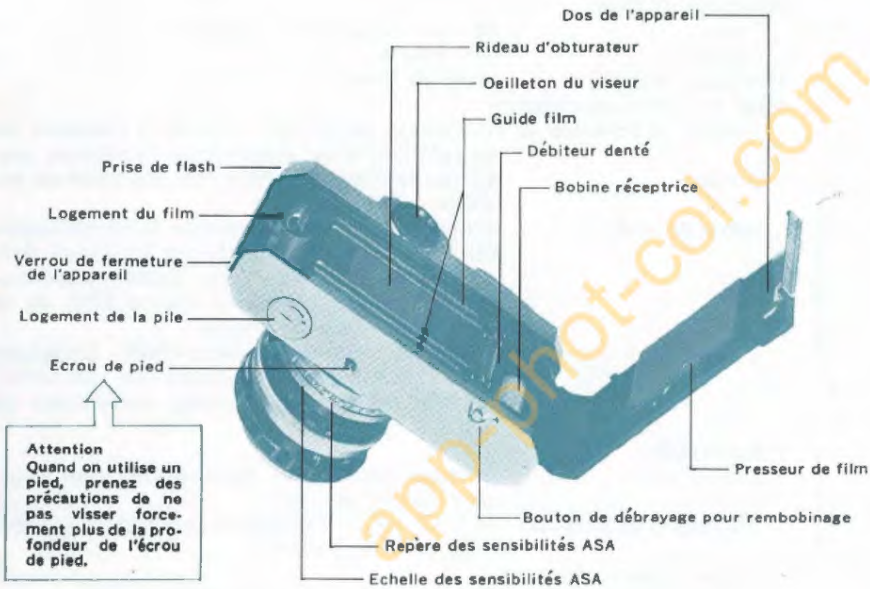 Dos de l'appareil
Rideau d'obturateur
Oeilleton du viseur
Guide film
Débiteur denté
Bobine réceptrice
Prise de flash
Logement du film
Verrou de fermeture
de l'appareil
Logement de la pile
Ecrou de pied
Attention
Quand on utilise un
pied, prenez des
précautions de ne
pas visser force-
ment plus de la pro-
fondeur de l'écrou
de pied.
Presseur de film
Bouton de débrayage pour rembobinage
Repère des sensibilités ASA
Echelle des sensibilités ASA
app-phot-col.com